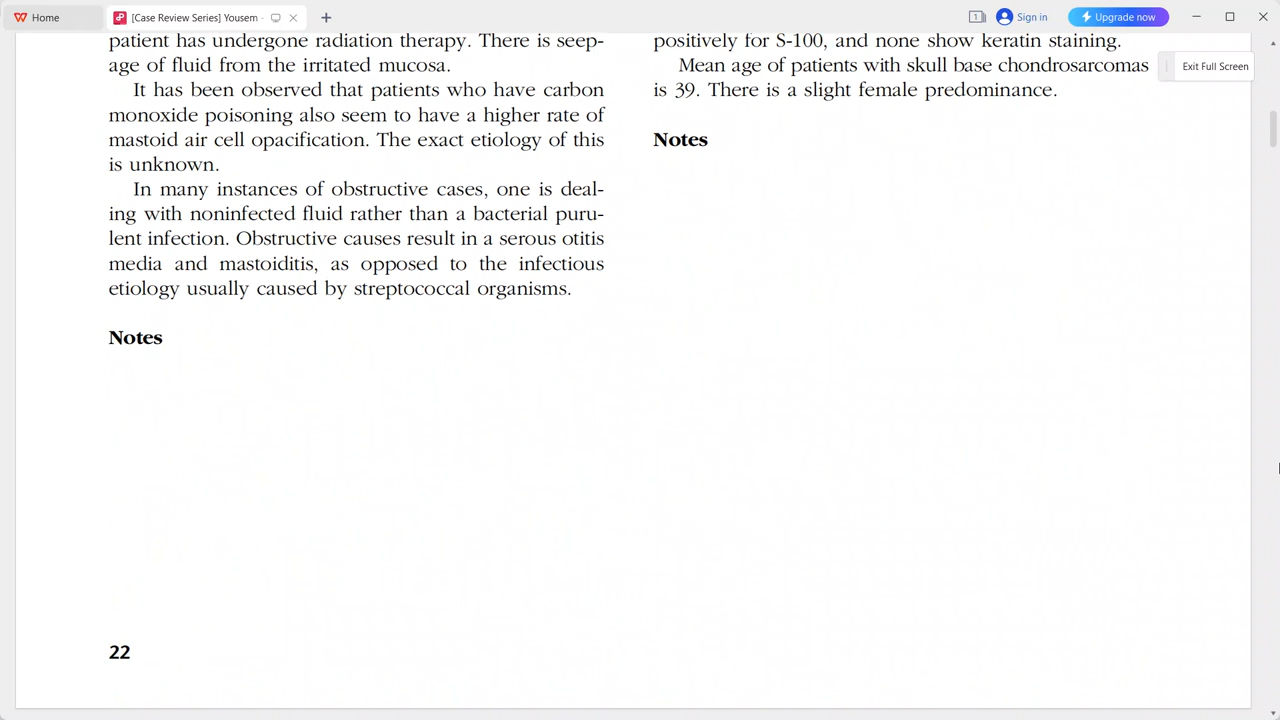 Home
[Case Review Series] Yousem -
1
Sign in
Upgrade now
Exit Full Screen
patient has undergone radiation therapy. There is seep-
age of fluid from the irritated mucosa.
It has been observed that patients who have carbon
monoxide poisoning also seem to have a higher rate of
mastoid air cell opacification. The exact etiology of this
is unknown.
In many instances of obstructive cases, one is deal-
ing with noninfected fluid rather than a bacterial puru-
lent infection. Obstructive causes result in a serous otitis
media and mastoiditis, as opposed to the infectious
etiology usually caused by streptococcal organisms.
Notes
22
positively for S-100, and none show keratin staining.
Mean age of patients with skull base chondrosarcomas
is 39. There is a slight female predominance.
Notes